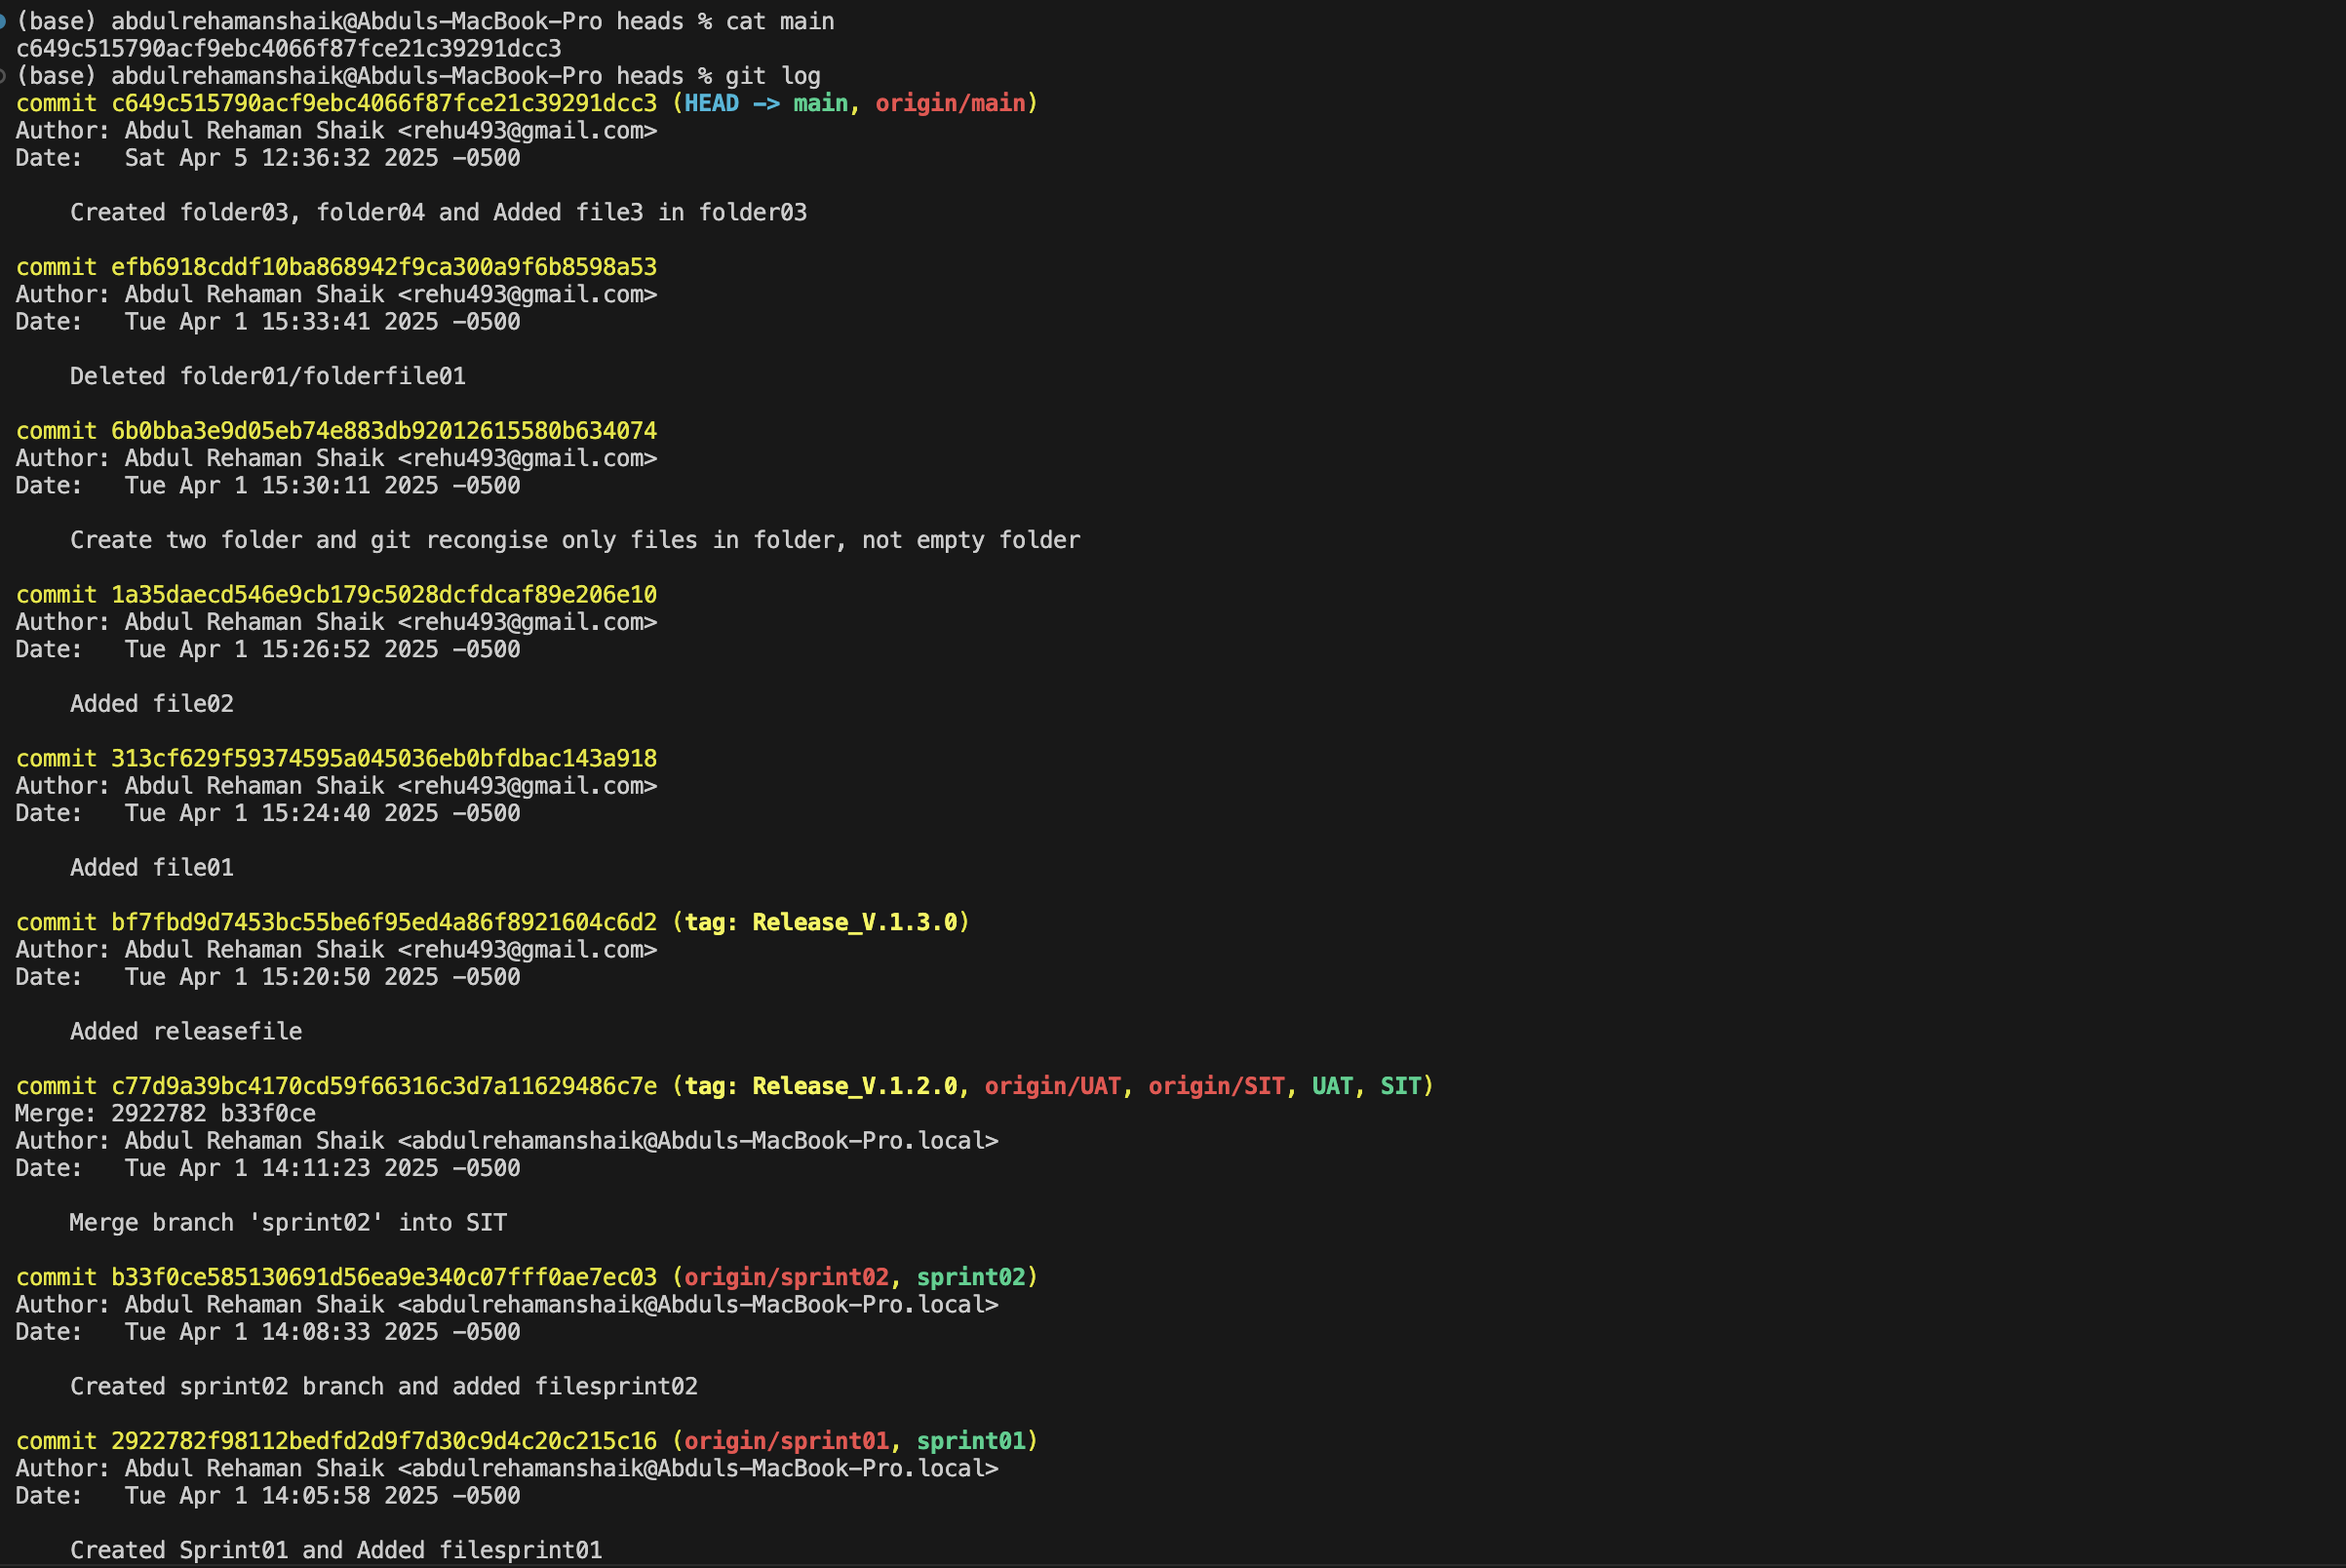 (base) abdulrehamanshaik@Abduls-MacBook-Pro heads % cat main
c649c515790acf9ebc4066f87fce21c39291dcc3
(base) abdulrehamanshaik@Abduls-MacBook-Pro heads % git log
commit c649c515790acf9ebc4066f87fce21c39291dcc3 (HEAD -> main, origin/main)
Author: Abdul Rehaman Shaik <rehu493@gmail.com>
Date:   Sat Apr 5 12:36:32 2025 -0500

    Created folder03, folder04 and Added file3 in folder03

commit efb6918cddf10ba868942f9ca300a9f6b8598a53
Author: Abdul Rehaman Shaik <rehu493@gmail.com>
Date:   Tue Apr 1 15:33:41 2025 -0500

    Deleted folder01/folderfile01

commit 6b0bba3e9d05eb74e883db92012615580b634074
Author: Abdul Rehaman Shaik <rehu493@gmail.com>
Date:   Tue Apr 1 15:30:11 2025 -0500

    Create two folder and git recongise only files in folder, not empty folder

commit 1a35daecd546e9cb179c5028dcfdcaf89e206e10
Author: Abdul Rehaman Shaik <rehu493@gmail.com>
Date:   Tue Apr 1 15:26:52 2025 -0500

    Added file02

commit 313cf629f59374595a045036eb0bfdbac143a918
Author: Abdul Rehaman Shaik <rehu493@gmail.com>
Date:   Tue Apr 1 15:24:40 2025 -0500

    Added file01

commit bf7fbd9d7453bc55be6f95ed4a86f8921604c6d2 (tag: Release_V.1.3.0)
Author: Abdul Rehaman Shaik <rehu493@gmail.com>
Date:   Tue Apr 1 15:20:50 2025 -0500

    Added releasefile

commit c77d9a39bc4170cd59f66316c3d7a11629486c7e (tag: Release_V.1.2.0, origin/UAT, origin/SIT, UAT, SIT)
Merge: 2922782 b33f0ce
Author: Abdul Rehaman Shaik <abdulrehamanshaik@Abduls-MacBook-Pro.local>
Date:   Tue Apr 1 14:11:23 2025 -0500

    Merge branch 'sprint02' into SIT

commit b33f0ce585130691d56ea9e340c07fff0ae7ec03 (origin/sprint02, sprint02)
Author: Abdul Rehaman Shaik <abdulrehamanshaik@Abduls-MacBook-Pro.local>
Date:   Tue Apr 1 14:08:33 2025 -0500

    Created sprint02 branch and added filesprint02

commit 2922782f98112bedfd2d9f7d30c9d4c20c215c16 (origin/sprint01, sprint01)
Author: Abdul Rehaman Shaik <abdulrehamanshaik@Abduls-MacBook-Pro.local>
Date:   Tue Apr 1 14:05:58 2025 -0500

    Created Sprint01 and Added filesprint01